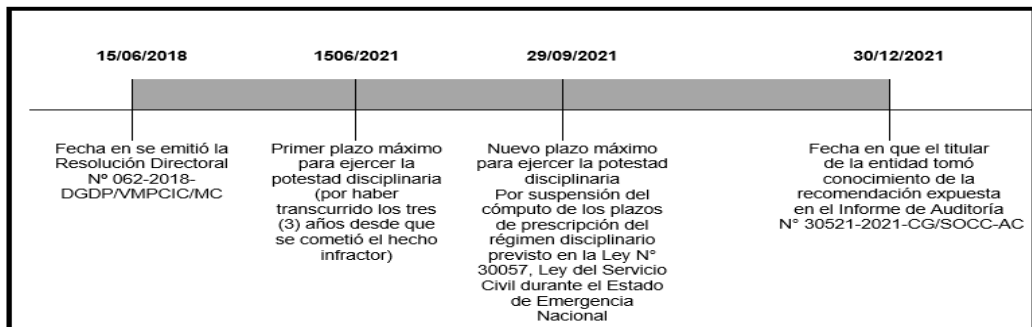 15/06/2018
1506/2021
29/09/2021
30/12/2021
Fecha en se emitió la
Resolución Directoral
Nº 062-2018-
DGDP/VMPCIC/MC
Primer plazo máximo
para ejercer la
potestad disciplinaria
(por haber
transcurrido los tres
(3) años desde que
se cometió el hecho
infractor)
Nuevo plazo máximo
para ejercer la potestad
disciplinaria
Por suspensión del
cómputo de los plazos
de prescripción del
régimen disciplinario
previsto en la Ley N°
30057, Ley del Servicio
Civil durante el Estado
de Emergencia
Nacional
Fecha en que el titular
de la entidad tomó
conocimiento de la
recomendación expuesta
en el Informe de Auditoría
N° 30521-2021-CG/SOCC-AC